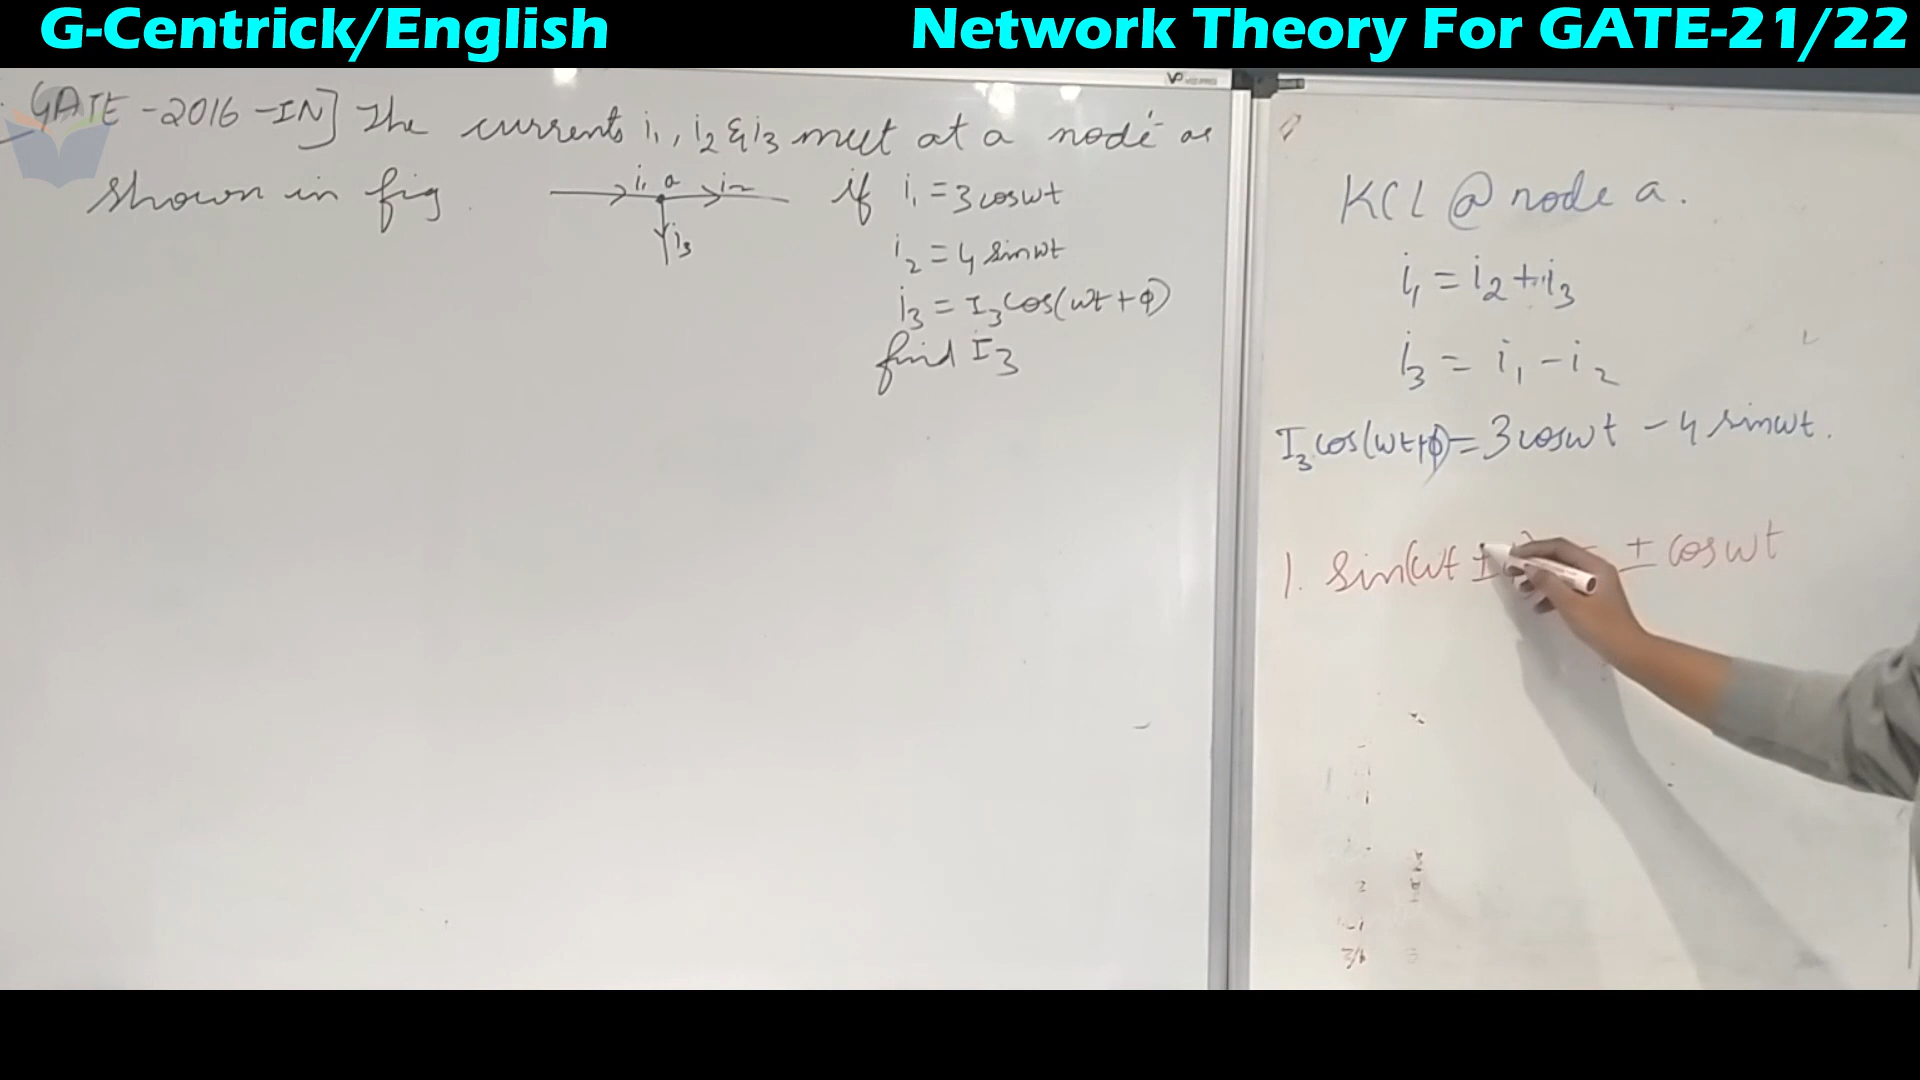 G-Centrick/English
Network Theory For GATE-21/22
GATE -2016 -IN] The currents i₁, i₂ & i₃ meet at a node as
shown in fig.
i₁ a i₂
i₃
if i₁ = 3 cosωt
i₂ = 4 sinωt
i₃ = I₃ cos(ωt + φ)
find I₃
KCL @ node a.
i₁ = i₂ + i₃
i₃ = i₁ - i₂
I₃ cos(ωt+φ) = 3 cosωt - 4 sinωt.
1. sin(ωt ± ± cosωt